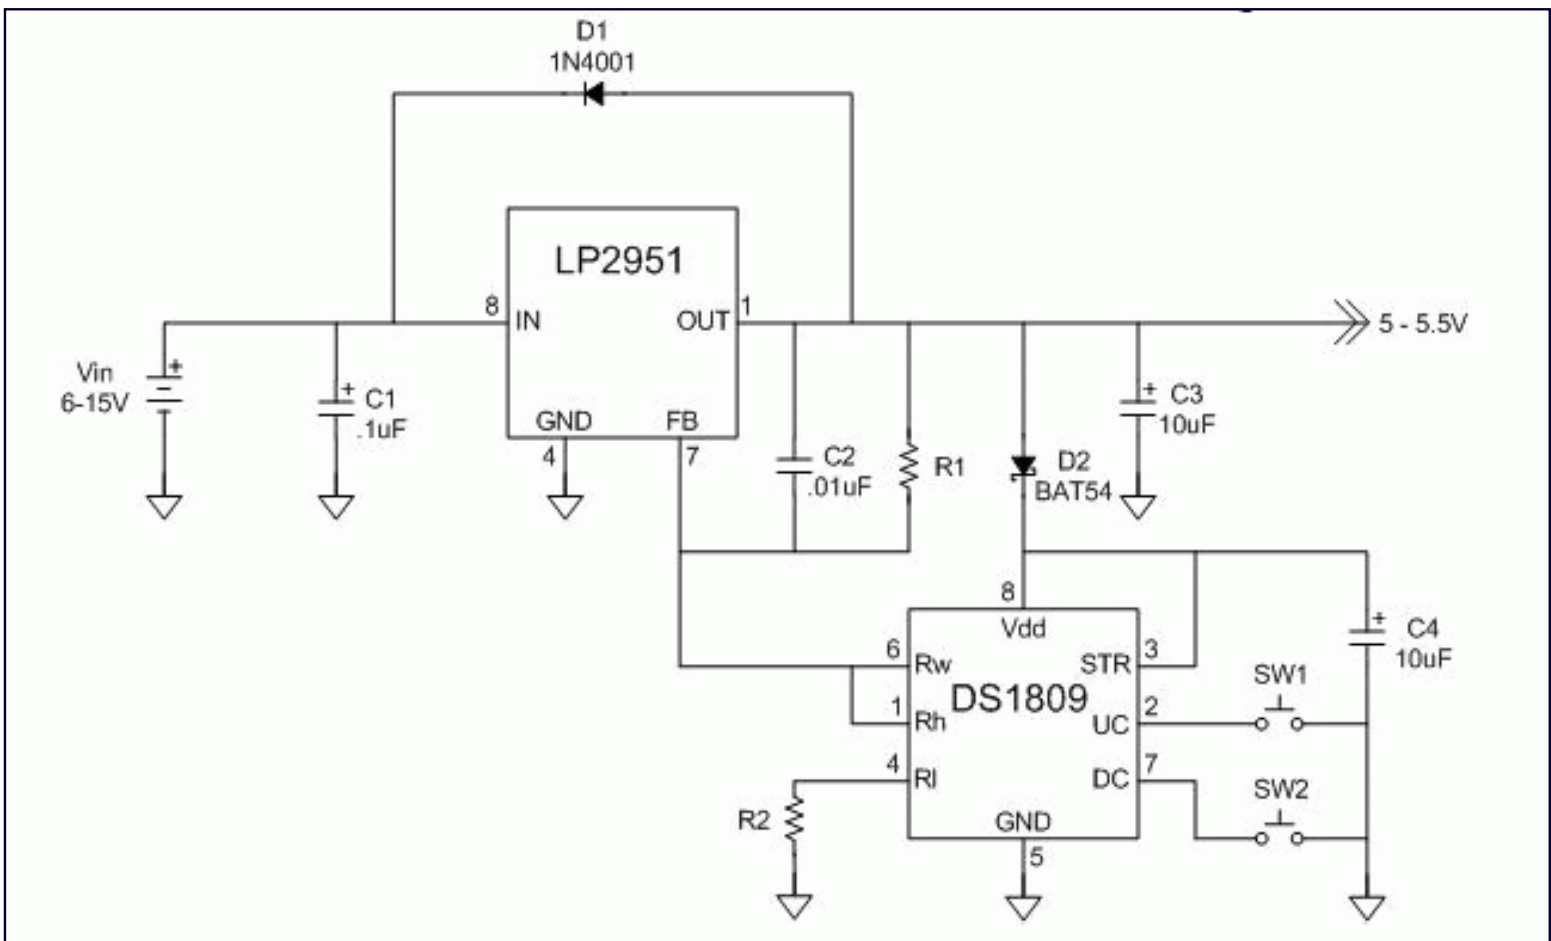 D1
1N4001
LP2951
8
IN
OUT
1
5 - 5.5V
Vin
6-15V
+
+
C1
.1uF
GND
4
FB
7
C2
.01uF
R1
D2
BAT54
+
C3
10uF
8
Vdd
6
Rw
STR
3
+
C4
10uF
DS1809
1
Rh
UC
2
SW1
4
Rl
DC
7
SW2
R2
GND
5